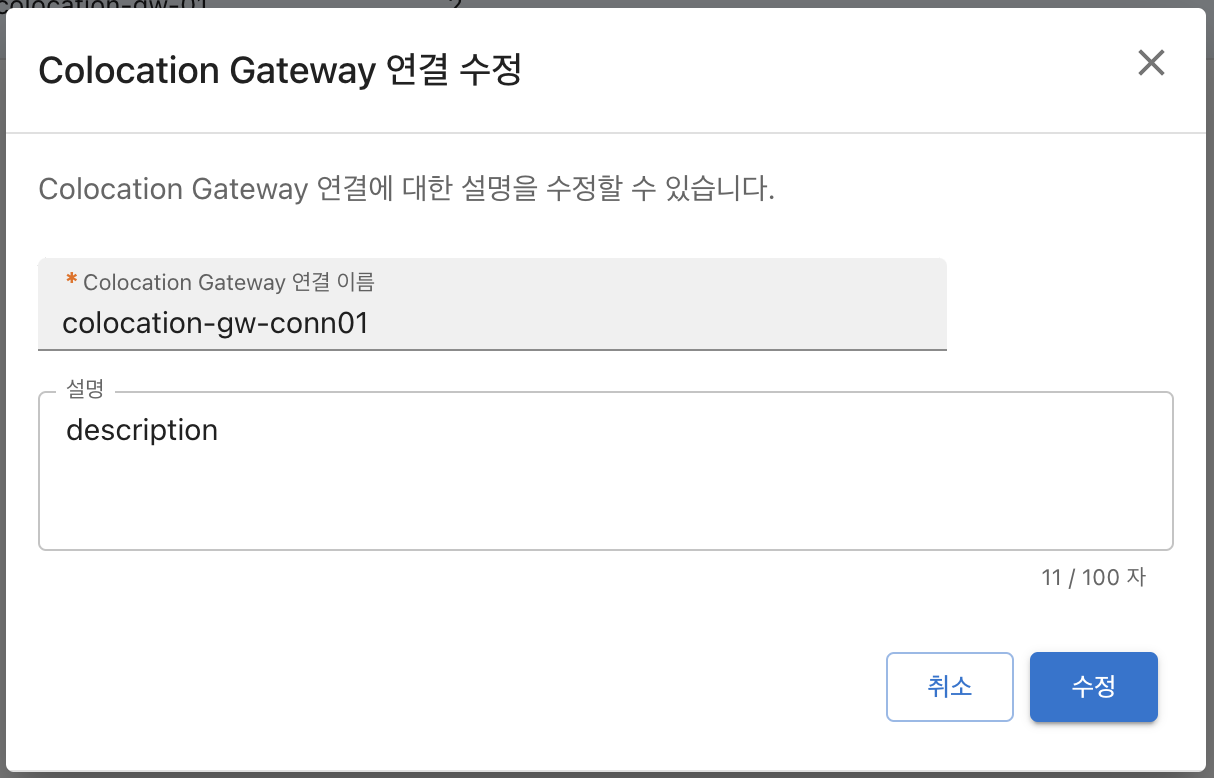 colocation-gw-01
2
Colocation Gateway 연결 수정
Colocation Gateway 연결에 대한 설명을 수정할 수 있습니다.
* Colocation Gateway 연결 이름
colocation-gw-conn01
설명
description
11 / 100 자
취소
수정